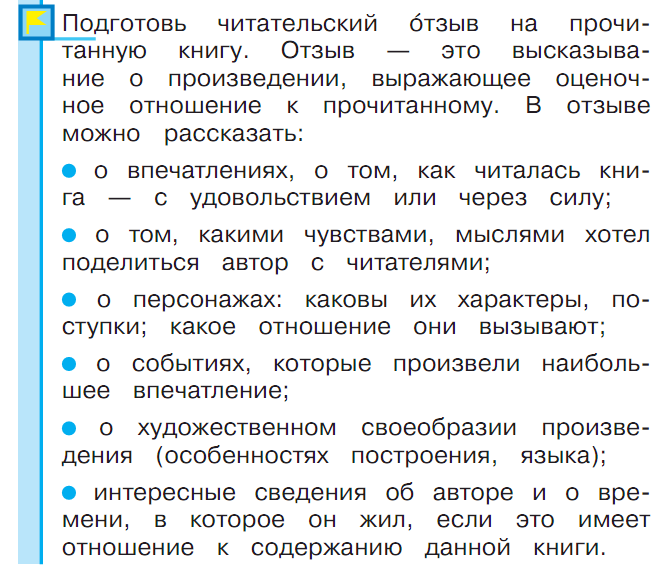 Подготовь читательский о́тзыв на прочи-
танную книгу. Отзыв — это высказыва-
ние о произведении, выражающее оценоч-
ное отношение к прочитанному. В отзыве
можно рассказать:
● о впечатлениях, о том, как читалась кни-
га — с удовольствием или через силу;
● о том, какими чувствами, мыслями хотел
поделиться автор с читателями;
● о персонажах: каковы их характеры, по-
ступки; какое отношение они вызывают;
● о событиях, которые произвели наиболь-
шее впечатление;
● о художественном своеобразии произве-
дения (особенностях построения, языка);
● интересные сведения об авторе и о вре-
мени, в которое он жил, если это имеет
отношение к содержанию данной книги.